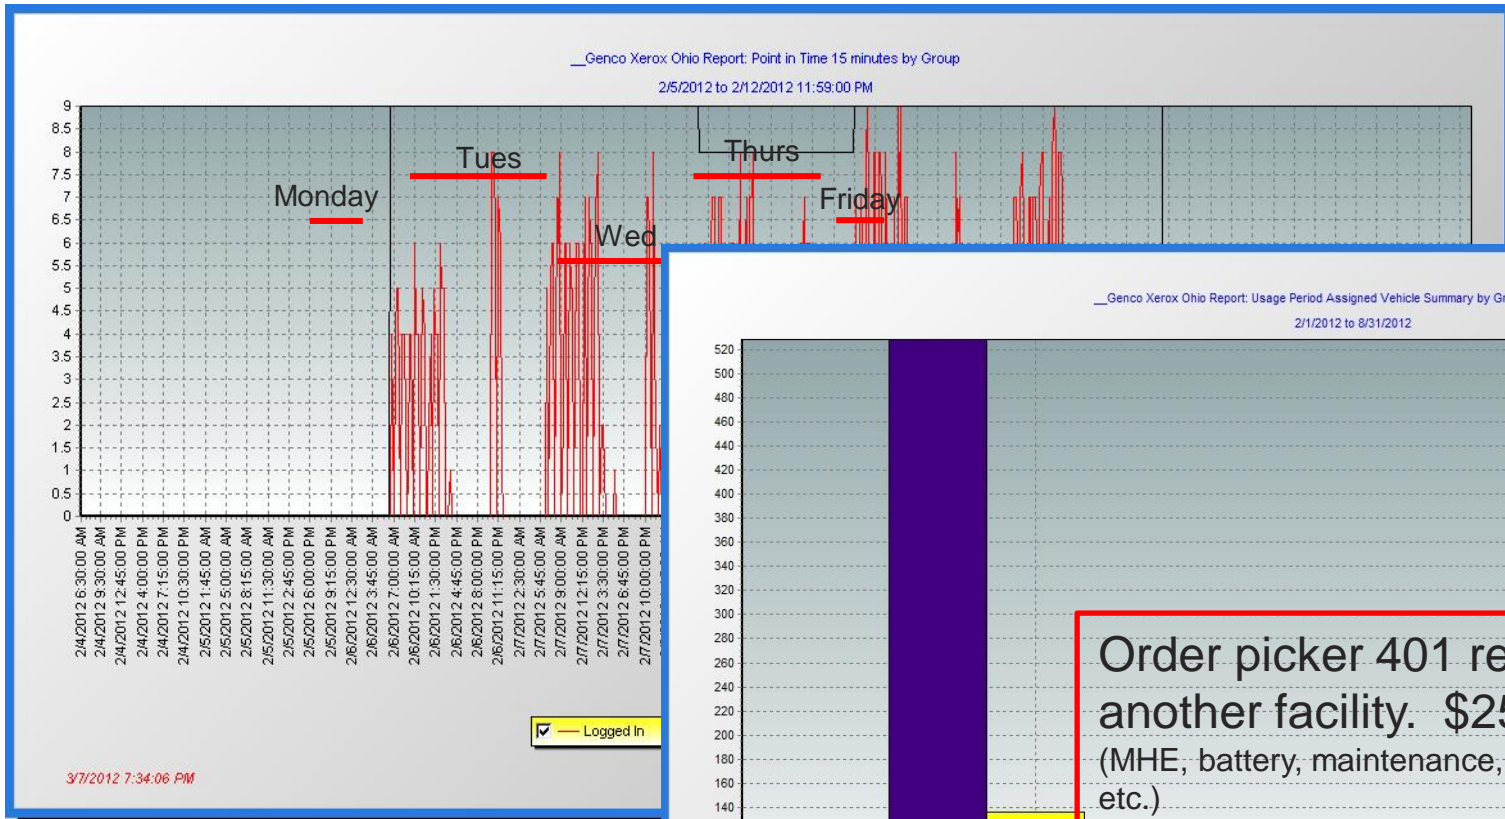 __Genco Xerox Ohio Report: Point in Time 15 minutes by Group
2/5/2012 to 2/12/2012 11:59:00 PM
9
8.5
8
7.5
7
6.5
6
5.5
5
4.5
4
3.5
3
2.5
2
1.5
1
0.5
0
Monday
Tues
Wed
Thurs
Friday
2/4/2012 6:30:00 AM
2/4/2012 9:30:00 AM
2/4/2012 12:45:00 PM
2/4/2012 4:00:00 PM
2/4/2012 7:15:00 PM
2/4/2012 10:30:00 PM
2/5/2012 1:45:00 AM
2/5/2012 5:00:00 AM
2/5/2012 8:15:00 AM
2/5/2012 11:30:00 AM
2/5/2012 2:45:00 PM
2/5/2012 6:00:00 PM
2/5/2012 9:15:00 PM
2/6/2012 12:30:00 AM
2/6/2012 3:45:00 AM
2/6/2012 7:00:00 AM
2/6/2012 10:15:00 AM
2/6/2012 1:30:00 PM
2/6/2012 4:45:00 PM
2/6/2012 8:00:00 PM
2/6/2012 11:15:00 PM
2/7/2012 2:30:00 AM
2/7/2012 5:45:00 AM
2/7/2012 9:00:00 AM
2/7/2012 12:15:00 PM
2/7/2012 3:30:00 PM
2/7/2012 6:45:00 PM
2/7/2012 10:00:00 PM
Logged In
3/7/2012 7:34:06 PM
__Genco Xerox Ohio Report: Usage Period Assigned Vehicle Summary by Gr
2/1/2012 to 8/31/2012
520
500
480
460
440
420
400
380
360
340
320
300
280
260
240
220
200
180
160
140
Order picker 401 re
another facility. $25
(MHE, battery, maintenance,
etc.)